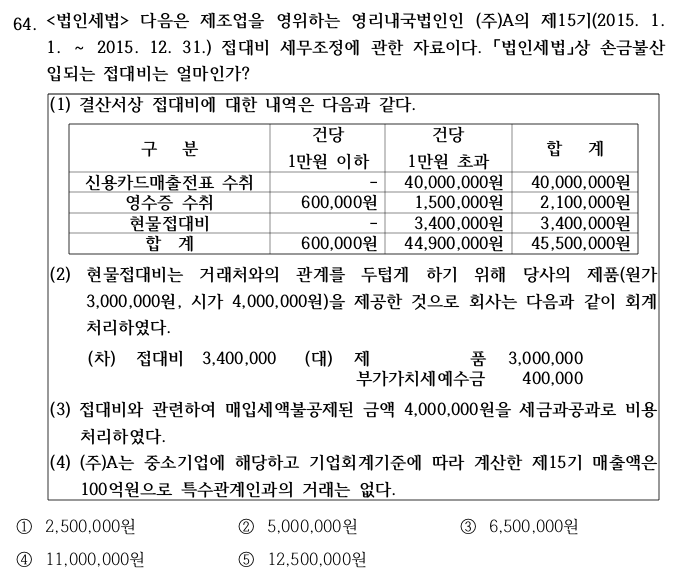 64. <법인세법> 다음은 제조업을 영위하는 영리내국법인인 (주)A의 제15기(2015. 1.
1. ~ 2015. 12. 31.) 접대비 세무조정에 관한 자료이다. 「법인세법」상 손금불산
입되는 접대비는 얼마인가?
(1) 결산서상 접대비에 대한 내역은 다음과 같다.
구 분 건당 1만원 이하 건당 1만원 초과 합 계
신용카드매출전표 수취 - 40,000,000원 40,000,000원
영수증 수취 600,000원 1,500,000원 2,100,000원
현물접대비 - 3,400,000원 3,400,000원
합 계 600,000원 44,900,000원 45,500,000원
(2) 현물접대비는 거래처와의 관계를 두텁게 하기 위해 당사의 제품(원가
3,000,000원, 시가 4,000,000원)을 제공한 것으로 회사는 다음과 같이 회계
처리하였다.
(차) 접대비 3,400,000 (대) 제 품 3,000,000
부가가치세예수금 400,000
(3) 접대비와 관련하여 매입세액불공제된 금액 4,000,000원을 세금과공과로 비용
처리하였다.
(4) (주)A는 중소기업에 해당하고 기업회계기준에 따라 계산한 제15기 매출액은
100억원으로 특수관계인과의 거래는 없다.
① 2,500,000원 ② 5,000,000원 ③ 6,500,000원
④ 11,000,000원 ⑤ 12,500,000원